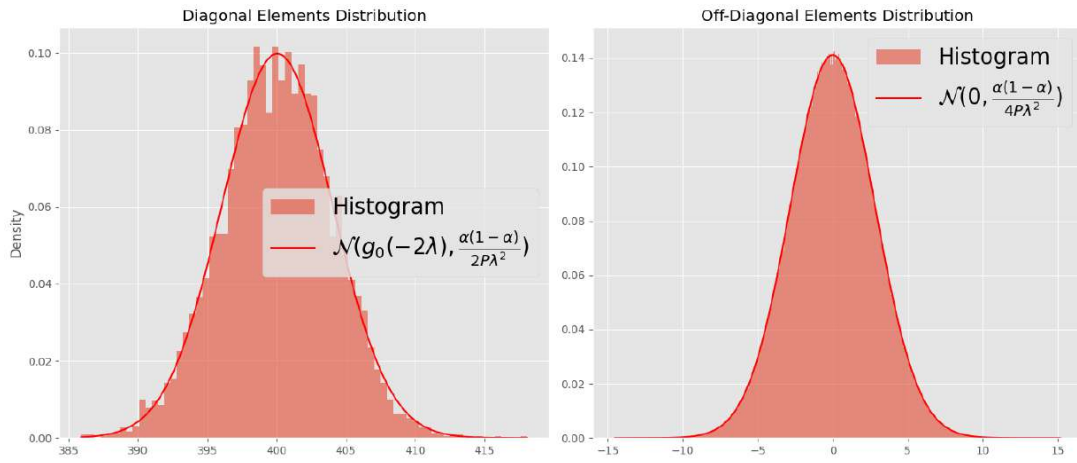 Diagonal Elements Distribution
0.10
0.08
0.06
0.04
0.02
0.00
Density
385 390 395 400 405 410 415
Histogram
𝒩(g₀(−2λ), α(1−α)/2Pλ²)
Off-Diagonal Elements Distribution
0.14
0.12
0.10
0.08
0.06
0.04
0.02
0.00
−15 −10 −5 0 5 10 15
Histogram
𝒩(0, α(1−α)/4Pλ²)